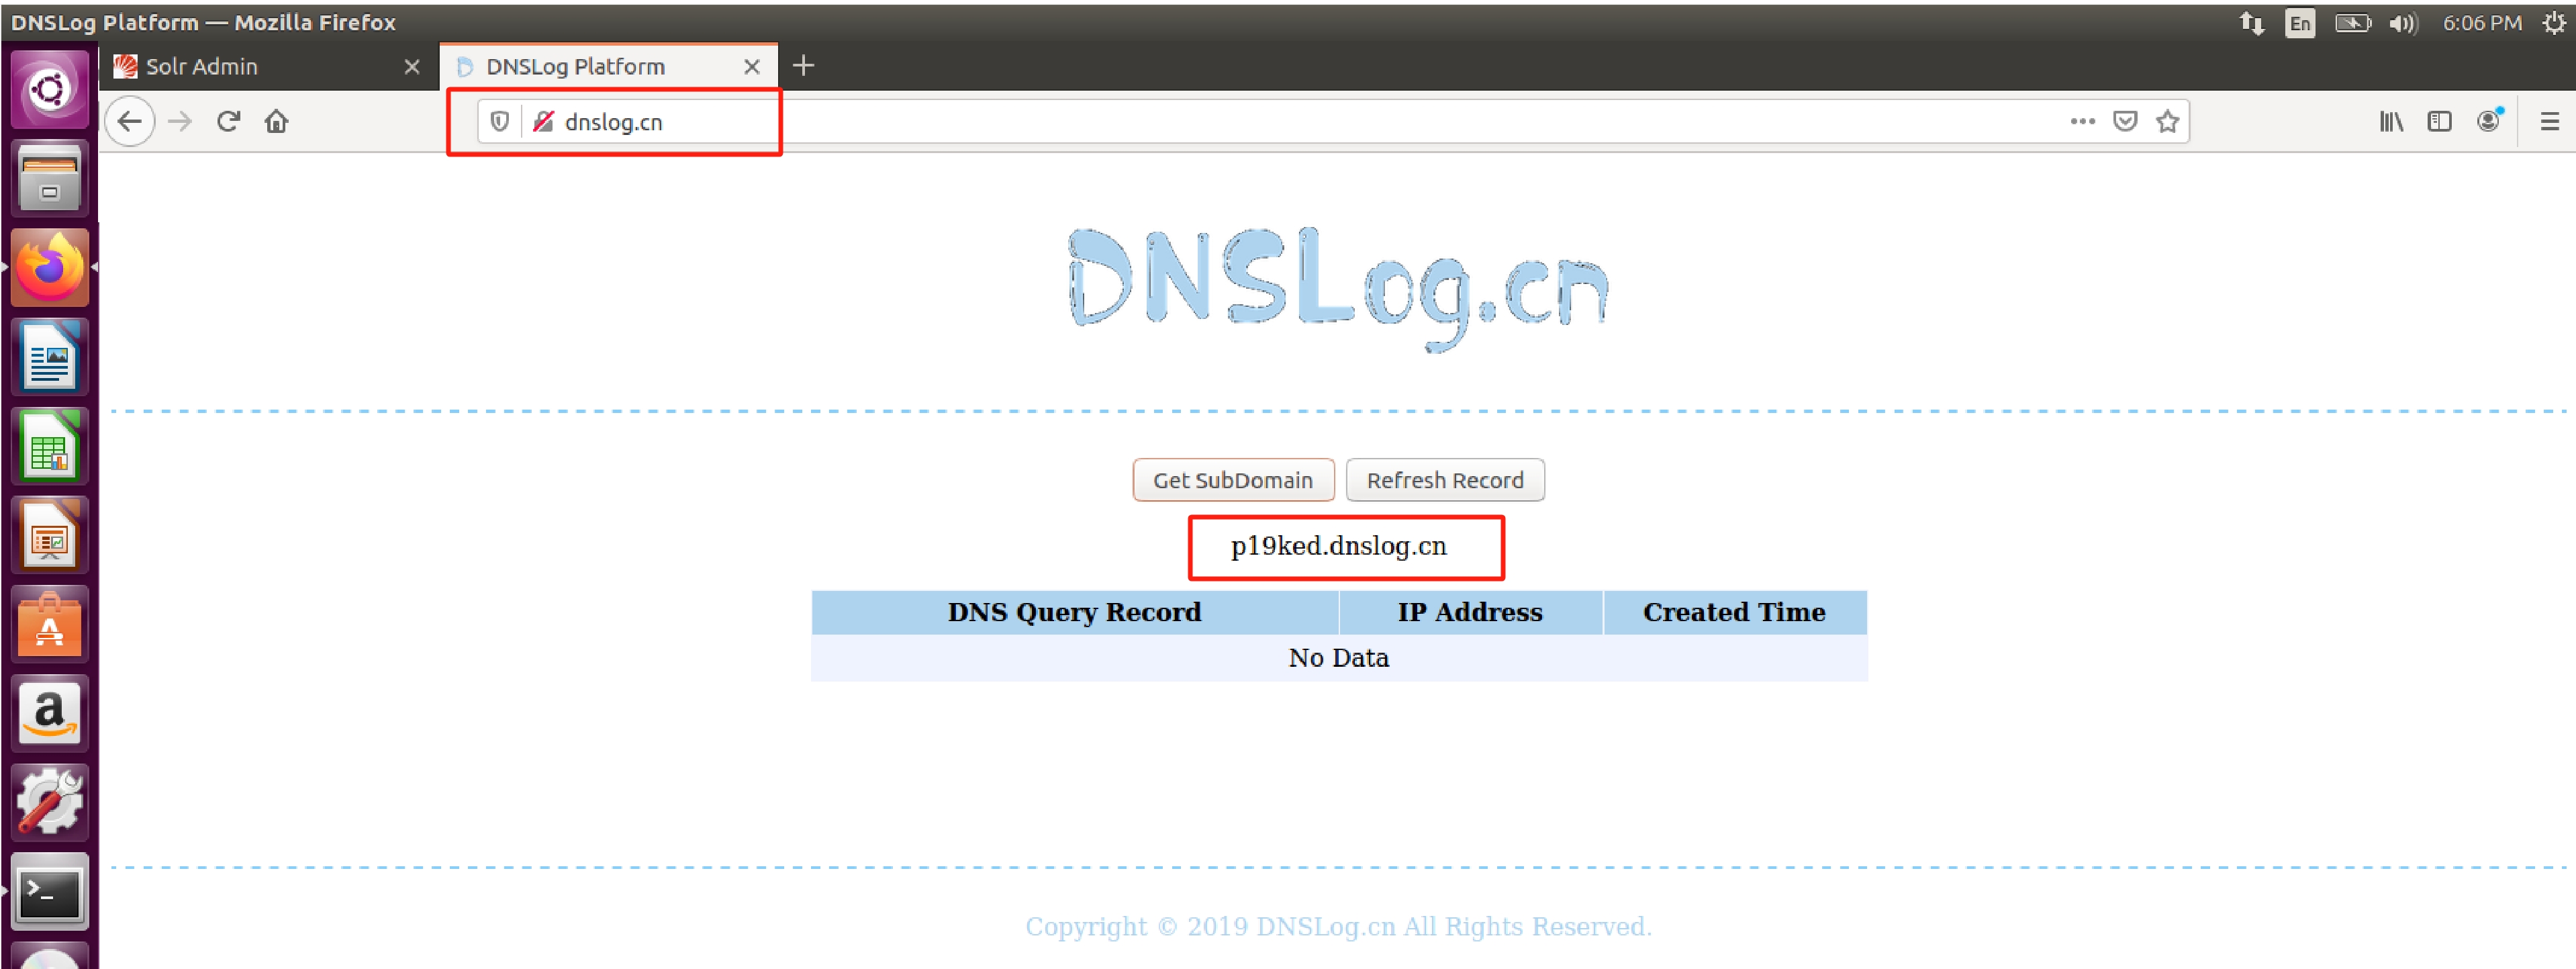 DNSLog Platform — Mozilla Firefox
En
6:06 PM
Solr Admin
DNSLog Platform
dnslog.cn
DNSLog.cn
Get SubDomain
Refresh Record
p19ked.dnslog.cn
DNS Query Record
IP Address
Created Time
No Data
Copyright © 2019 DNSLog.cn All Rights Reserved.